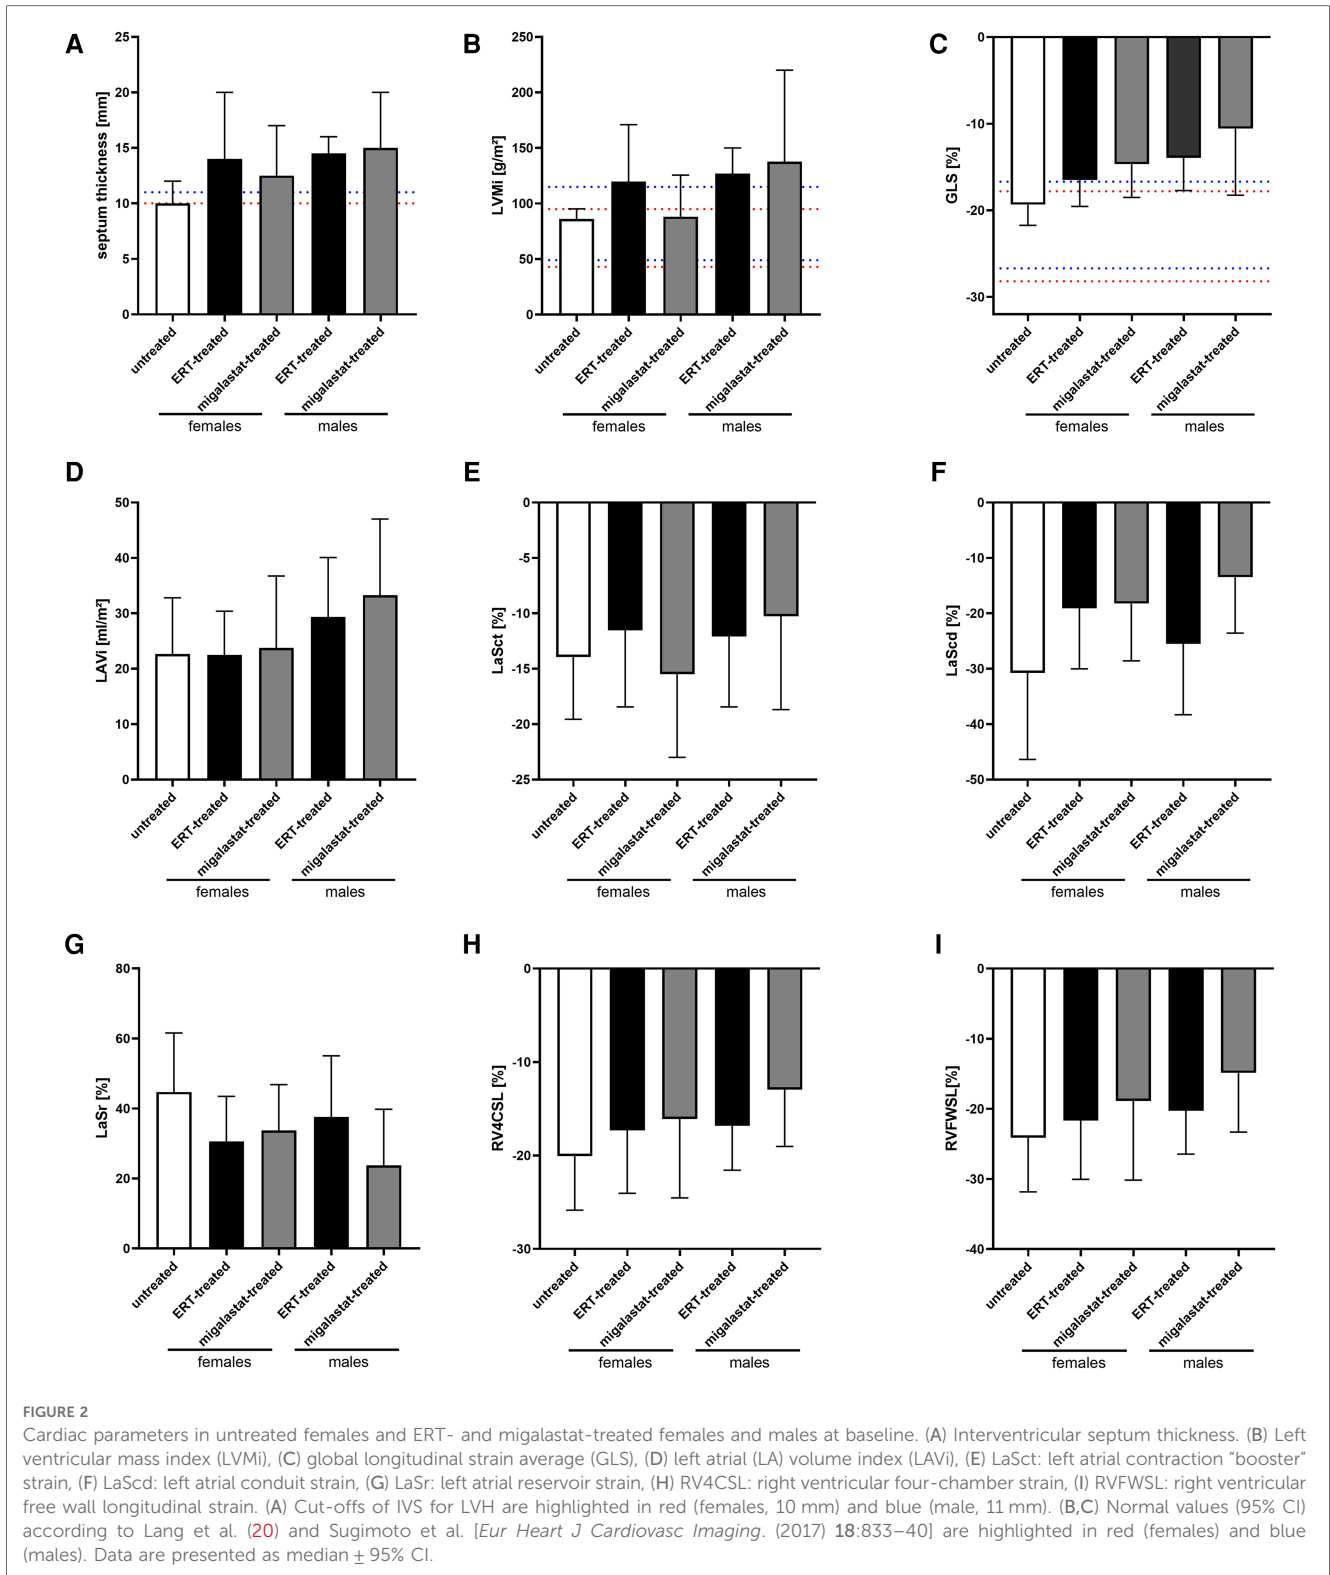 A
25
20
15
10
5
0
septum thickness [mm]
untreated
ERT-treated
migalastat-treated
ERT-treated
migalastat-treated
females
males
B
250
200
150
100
50
0
LVMi [g/m²]
untreated
ERT-treated
migalastat-treated
ERT-treated
migalastat-treated
females
males
C
0
-10
-20
-30
GLS [%]
untreated
ERT-treated
migalastat-treated
ERT-treated
migalastat-treated
females
males
D
50
40
30
20
10
0
LAVi [ml/m²]
untreated
ERT-treated
migalastat-treated
ERT-treated
migalastat-treated
females
males
E
0
-5
-10
-15
-20
-25
LaSct [%]
untreated
ERT-treated
migalastat-treated
ERT-treated
migalastat-treated
females
males
F
0
-10
-20
-30
-40
-50
LaScd [%]
untreated
ERT-treated
migalastat-treated
ERT-treated
migalastat-treated
females
males
G
80
60
40
20
0
LaSr [%]
untreated
ERT-treated
migalastat-treated
ERT-treated
migalastat-treated
females
males
H
0
-10
-20
-30
RV4CSL [%]
untreated
ERT-treated
migalastat-treated
ERT-treated
migalastat-treated
females
males
I
0
-10
-20
-30
-40
RVFWSL[%]
untreated
ERT-treated
migalastat-treated
ERT-treated
migalastat-treated
females
males
FIGURE 2
Cardiac parameters in untreated females and ERT- and migalastat-treated females and males at baseline. (A) Interventricular septum thickness. (B) Left
ventricular mass index (LVMi), (C) global longitudinal strain average (GLS), (D) left atrial (LA) volume index (LAVi), (E) LaSct: left atrial contraction “booster”
strain, (F) LaScd: left atrial conduit strain, (G) LaSr: left atrial reservoir strain, (H) RV4CSL: right ventricular four-chamber strain, (I) RVFWSL: right ventricular
free wall longitudinal strain. (A) Cut-offs of IVS for LVH are highlighted in red (females, 10 mm) and blue (male, 11 mm). (B,C) Normal values (95% CI)
according to Lang et al. (20) and Sugimoto et al. [Eur Heart J Cardiovasc Imaging. (2017) 18:833–40] are highlighted in red (females) and blue
(males). Data are presented as median ± 95% CI.